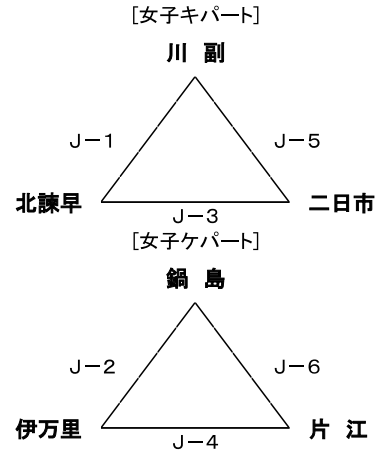 [女子キパート]
川 副
J－1
J－5
北諫早
二日市
J－3
[女子ケパート]
鍋 島
J－2
J－6
伊万里
片 江
J－4